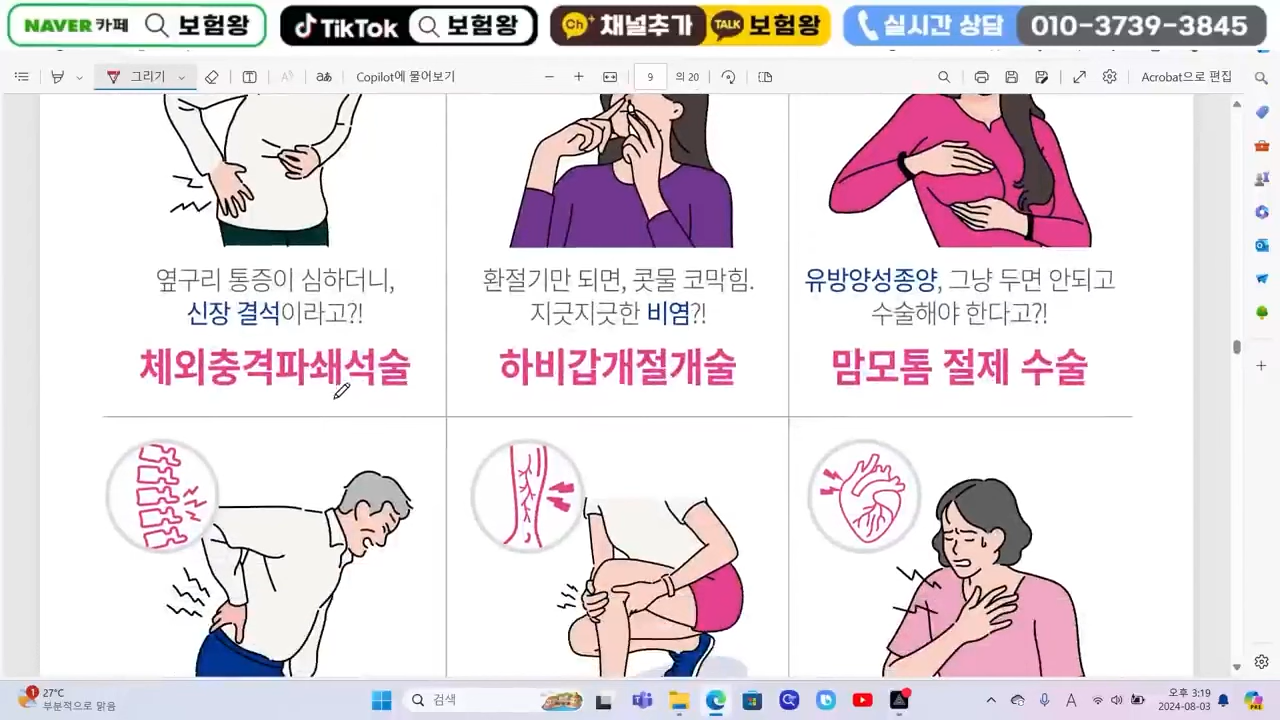 NAVER 카페 보험왕
TikTok 보험왕
Ch+ 채널추가 TALK 보험왕
실시간 상담 010-3739-3845
그리기 가あ Copilot에 물어보기 9 의 20 Acrobat으로 편집
옆구리 통증이 심하더니,
신장 결석이라고?!
체외충격파쇄석술
환절기만 되면, 콧물 코막힘.
지긋지긋한 비염?!
하비갑개절개술
유방양성종양, 그냥 두면 안되고
수술해야 한다고?!
맘모톰 절제 수술
1
27°C
부분적으로 맑음
검색
A
오후 3:19
2024-08-03
PRE